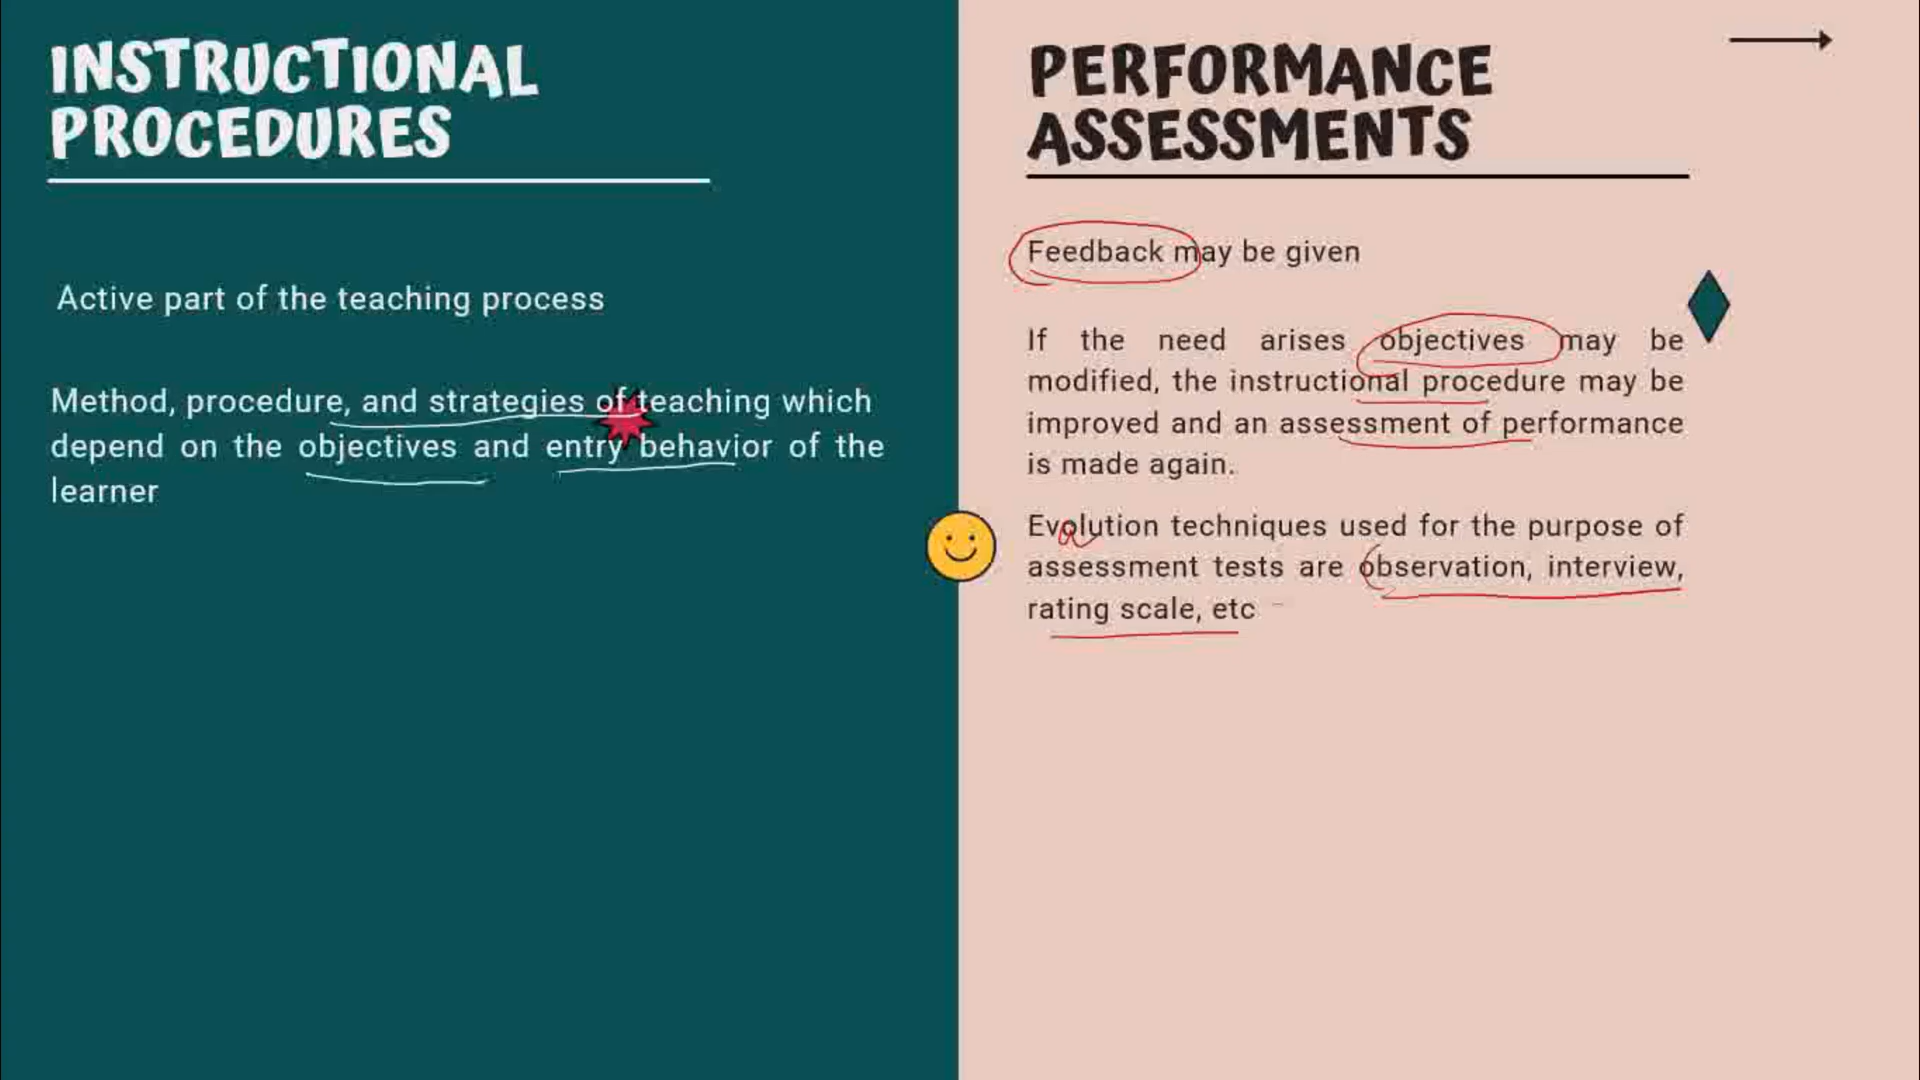 INSTRUCTIONAL
PROCEDURES
Active part of the teaching process
Method, procedure, and strategies of teaching which
depend on the objectives and entry behavior of the
learner
PERFORMANCE
ASSESSMENTS
Feedback may be given
If the need arises objectives may be
modified, the instructional procedure may be
improved and an assessment of performance
is made again.
Evolution techniques used for the purpose of
a
assessment tests are observation, interview,
rating scale, etc